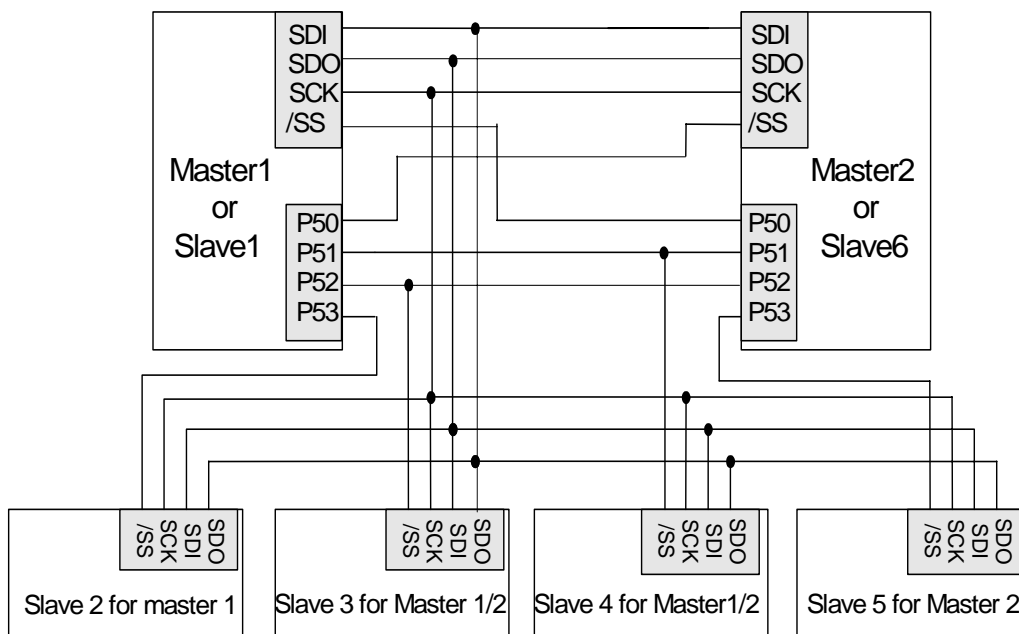 SDI
SDO
SCK
/SS
Master1
or
Slave1
P50
P51
P52
P53
SDI
SDO
SCK
/SS
Master2
or
Slave6
P50
P51
P52
P53
/SS
SCK
SDI
SDO
Slave 2 for master 1
/SS
SCK
SDI
SDO
Slave 3 for Master 1/2
/SS
SCK
SDI
SDO
Slave 4 for Master1/2
/SS
SCK
SDI
SDO
Slave 5 for Master 2